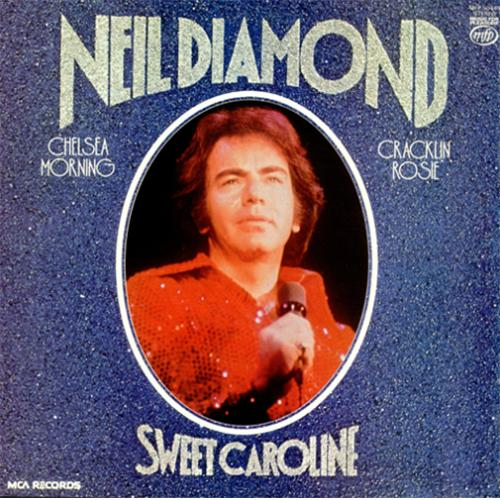 NEIL DIAMOND
mfp
CHELSEA
MORNING
CRACKLIN
ROSIE
SWEET CAROLINE
MCA RECORDS